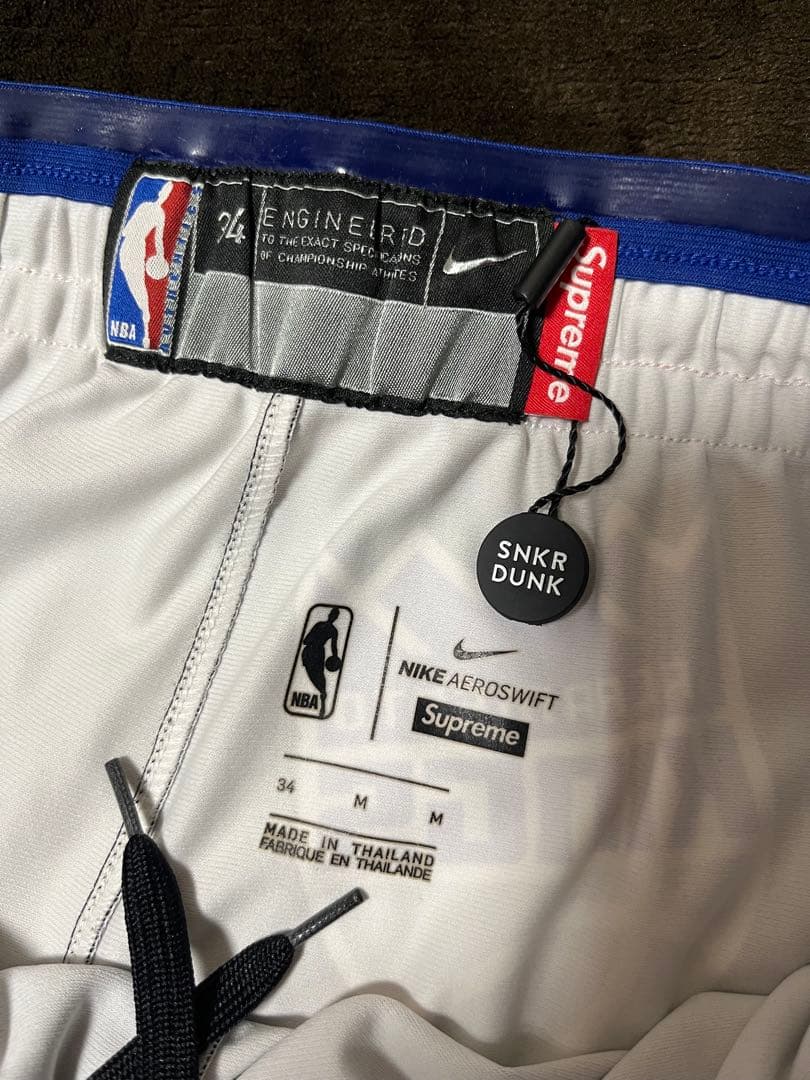 NBA
AUTHENTICS
34
ENGINEERED
TO THE EXACT SPECIFICATIONS
OF CHAMPIONSHIP ATHLETES
Supreme
SNKR
DUNK
NBA
NIKE AEROSWIFT
Supreme
34 M M
MADE IN THAILAND
FABRIQUE EN THAILANDE